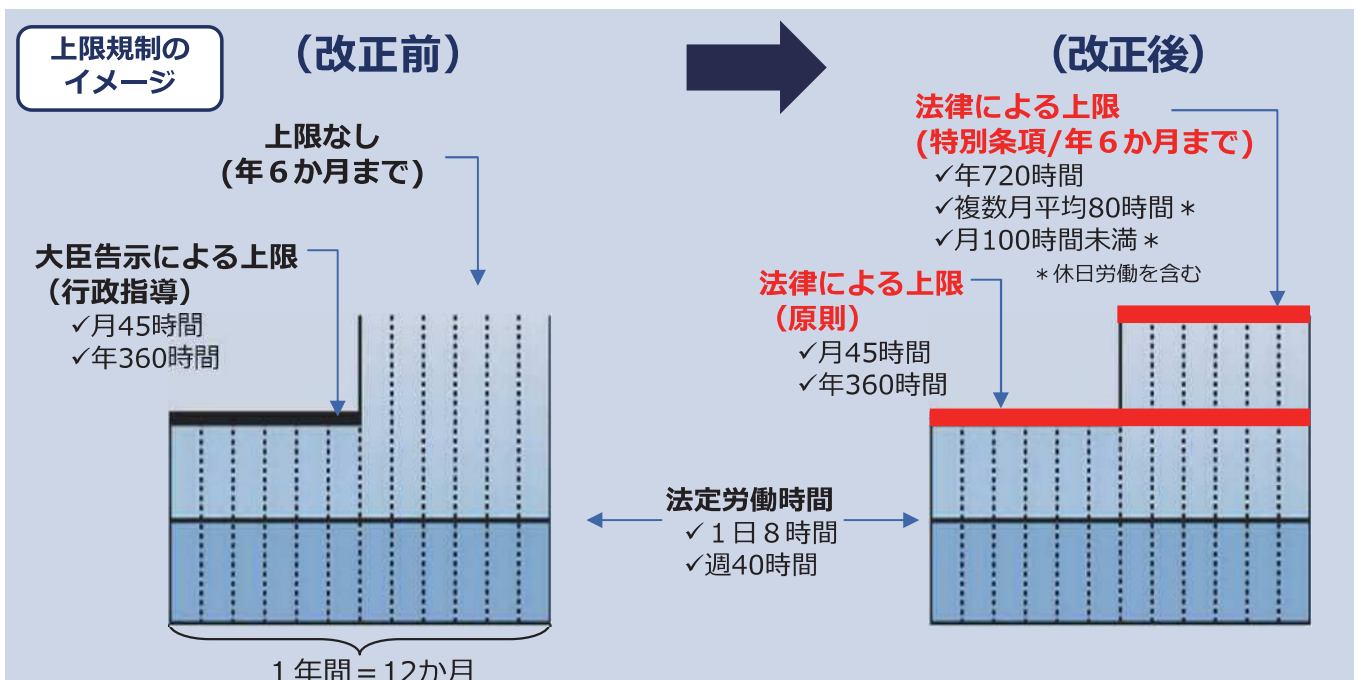 上限規制の
イメージ
（改正前）
上限なし
(年６か月まで)
大臣告示による上限
（行政指導）
✓月45時間
✓年360時間
１年間＝12か月
法定労働時間
✓１日８時間
✓週40時間
（改正後）
法律による上限
(特別条項/年６か月まで)
✓年720時間
✓複数月平均80時間＊
✓月100時間未満＊
＊休日労働を含む
法律による上限
（原則）
✓月45時間
✓年360時間